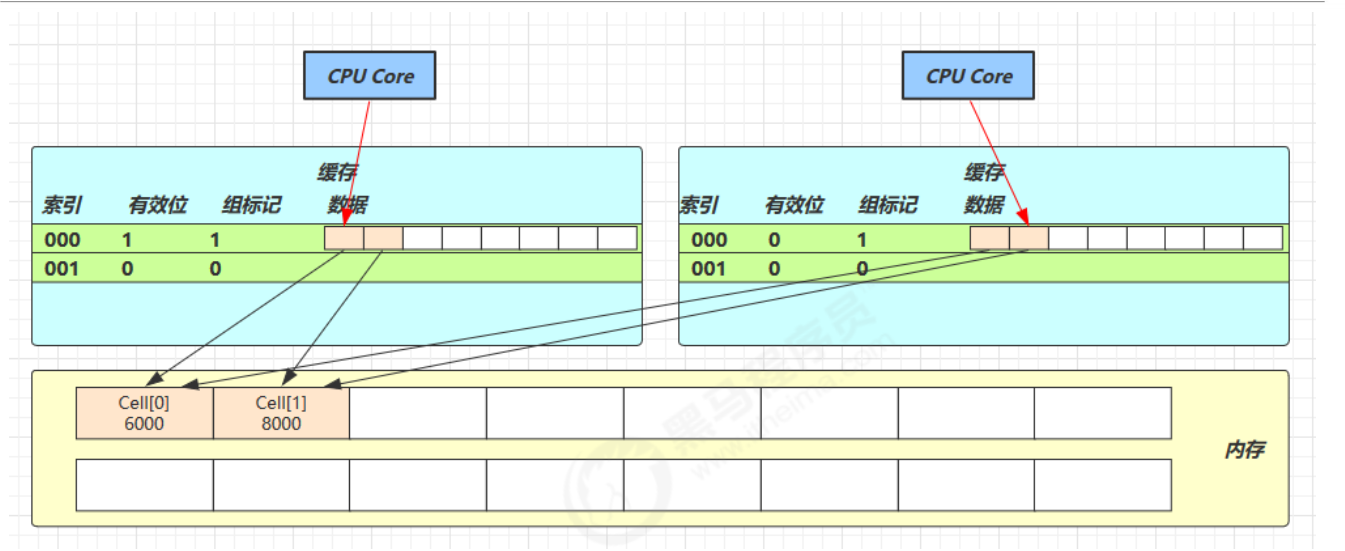 CPU Core
CPU Core
缓存
索引 有效位 组标记 数据
000 1 1
001 0 0
缓存
索引 有效位 组标记 数据
000 0 1
001 0 0
Cell[0] Cell[1]
6000 8000
内存
黑马程序员
www.itheima.com